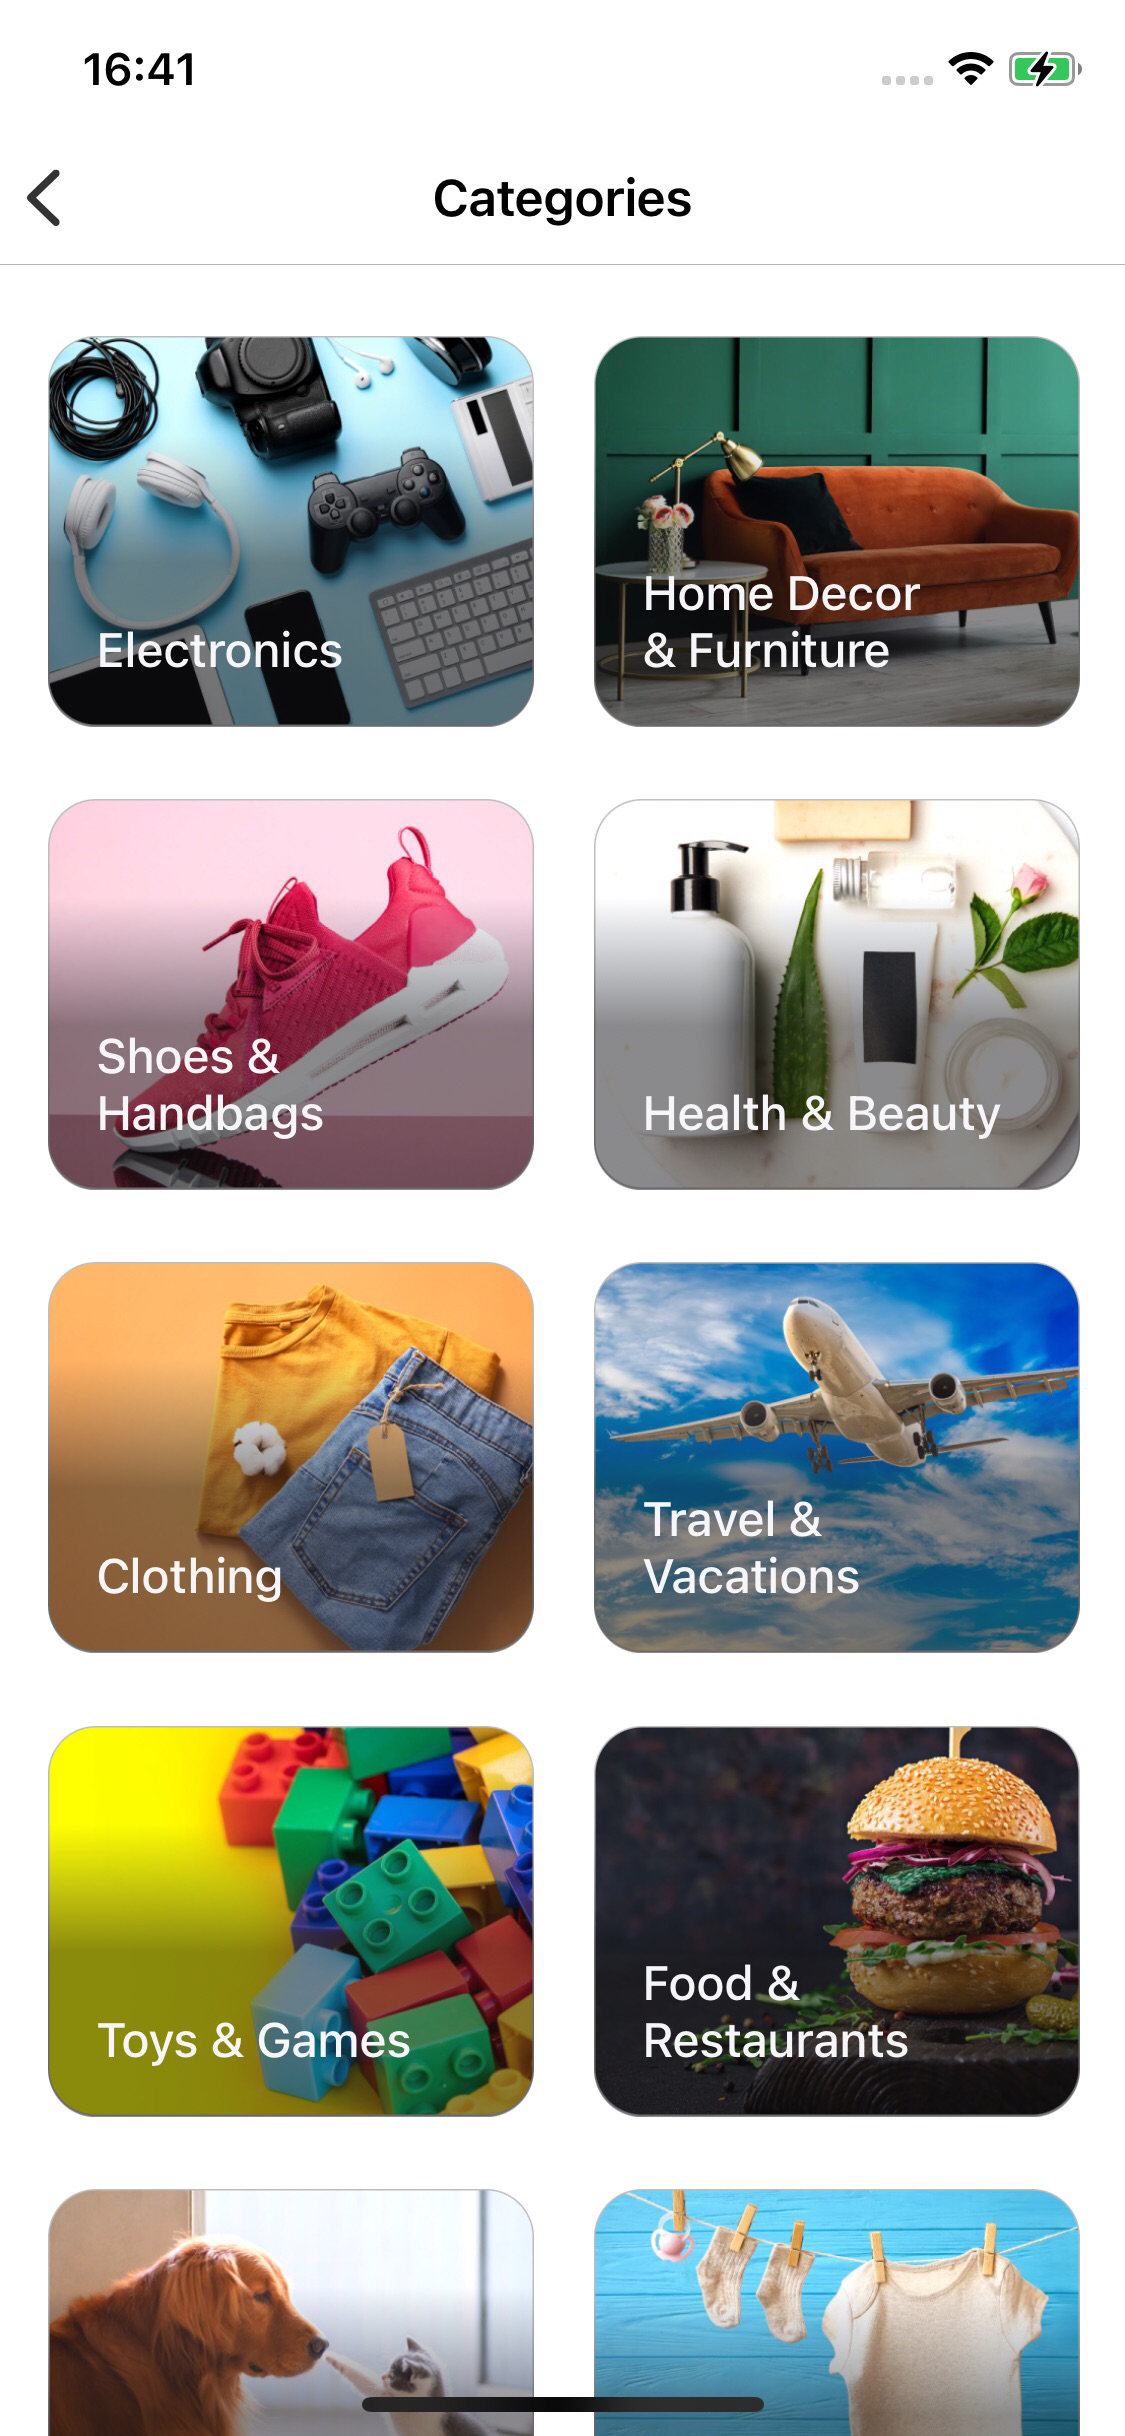 16:41
Categories
Electronics
Home Decor
& Furniture
Shoes &
Handbags
Health & Beauty
Clothing
Travel &
Vacations
Toys & Games
Food &
Restaurants